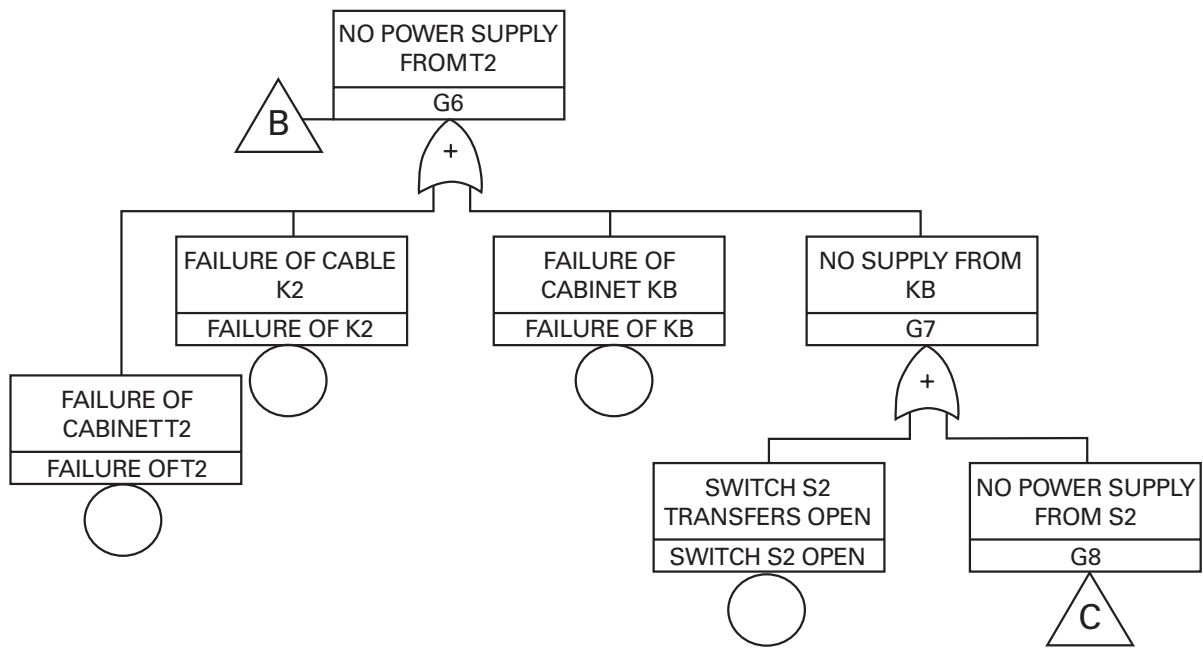 NO POWER SUPPLY
FROMT2
G6
B
+
FAILURE OF CABLE
K2
FAILURE OF K2
FAILURE OF
CABINET KB
FAILURE OF KB
NO SUPPLY FROM
KB
G7
+
FAILURE OF
CABINETT2
FAILURE OFT2
SWITCH S2
TRANSFERS OPEN
SWITCH S2 OPEN
NO POWER SUPPLY
FROM S2
G8
C